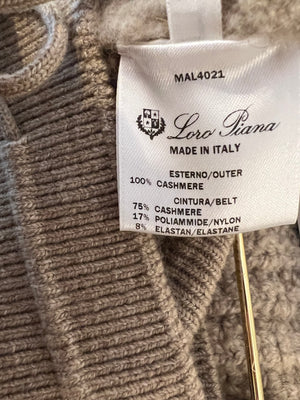 MAL4021
Loro Piana
MADE IN ITALY
ESTERNO/OUTER
100% CASHMERE
CINTURA/BELT
75% CASHMERE
17% POLIAMMIDE/NYLON
8% ELASTAN/ELASTANE